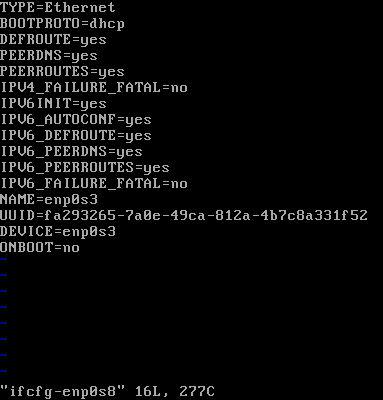 TYPE=Ethernet
BOOTPROTO=dhcp
DEFROUTE=yes
PEERDNS=yes
PEERROUTES=yes
IPV4_FAILURE_FATAL=no
IPV6INIT=yes
IPV6_AUTOCONF=yes
IPV6_DEFROUTE=yes
IPV6_PEERDNS=yes
IPV6_PEERROUTES=yes
IPV6_FAILURE_FATAL=no
NAME=enp0s3
UUID=fa293265-7a0e-49ca-812a-4b7c8a331f52
DEVICE=enp0s3
ONBOOT=no
~
~
~
~
~
~
~
~
"ifcfg-enp0s8" 16L, 277C